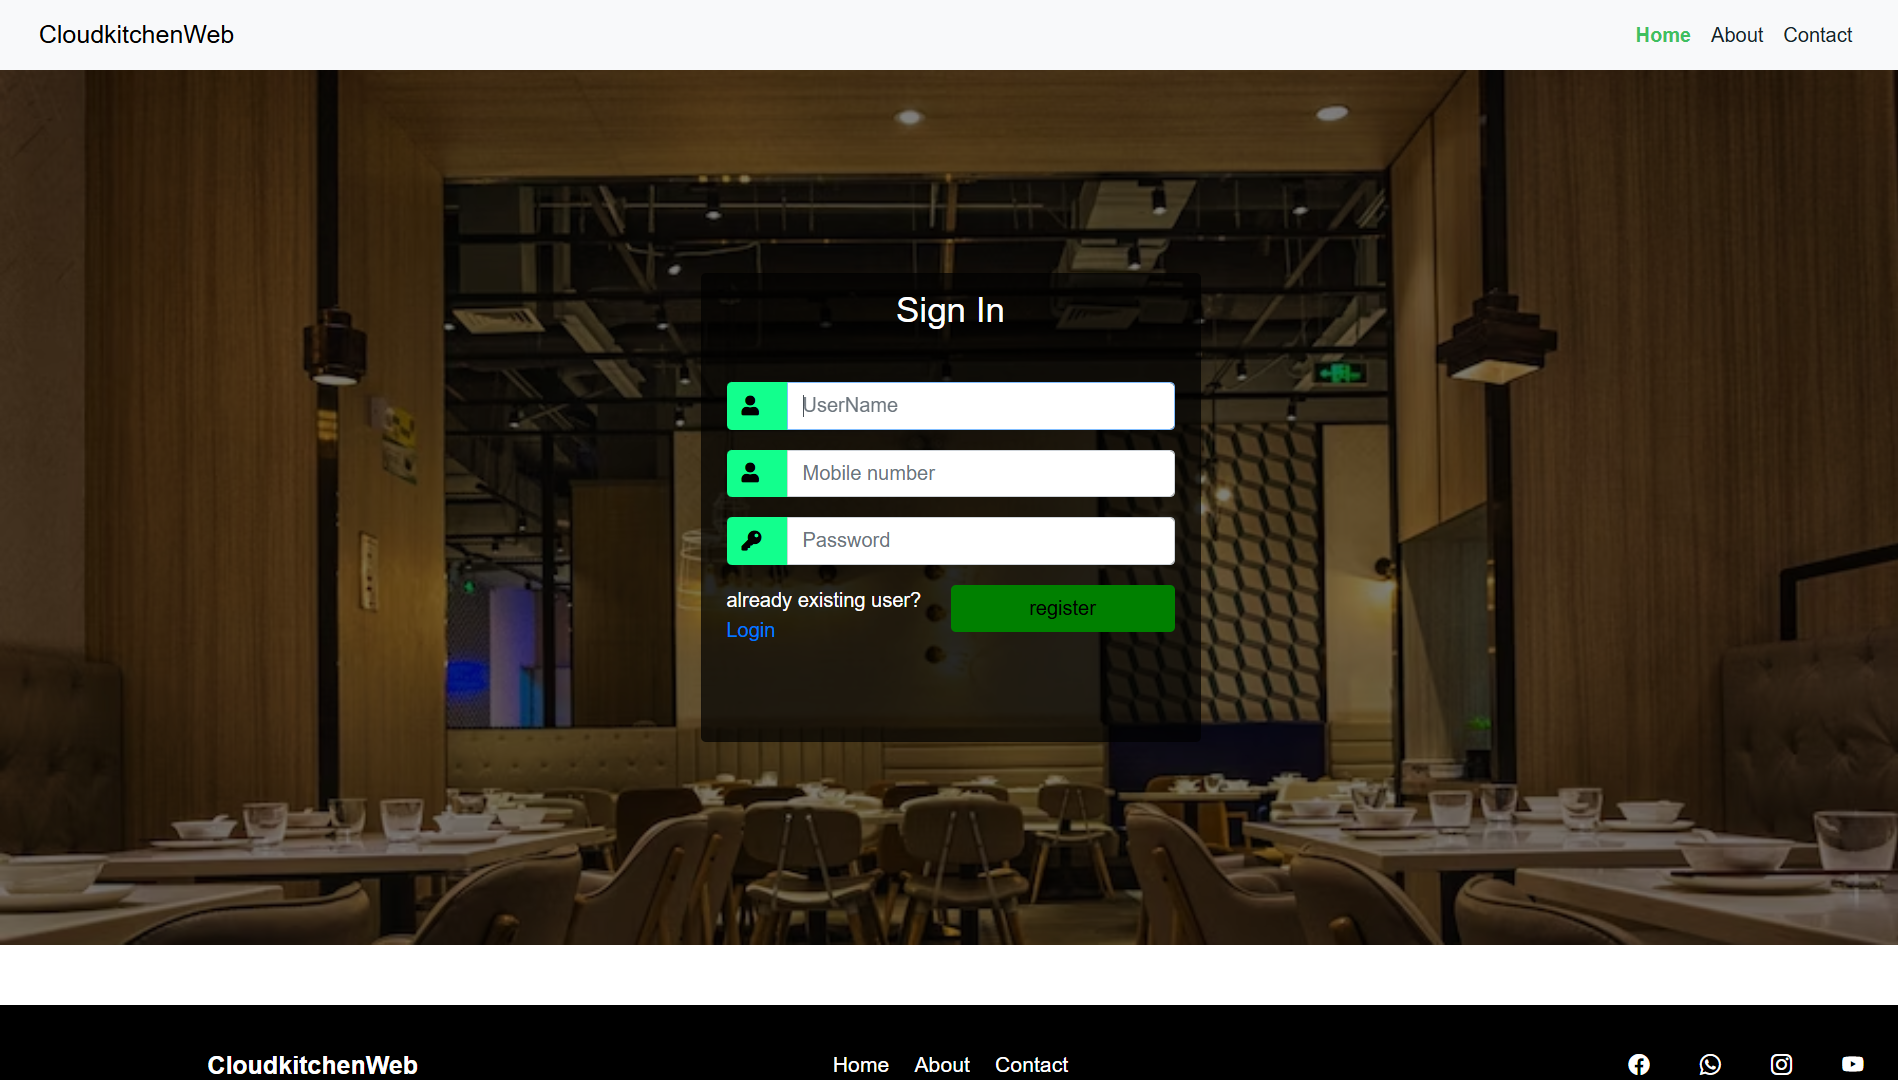 CloudkitchenWeb
Home About Contact
Sign In
UserName
Mobile number
Password
already existing user?
register
Login
CloudkitchenWeb
Home About Contact